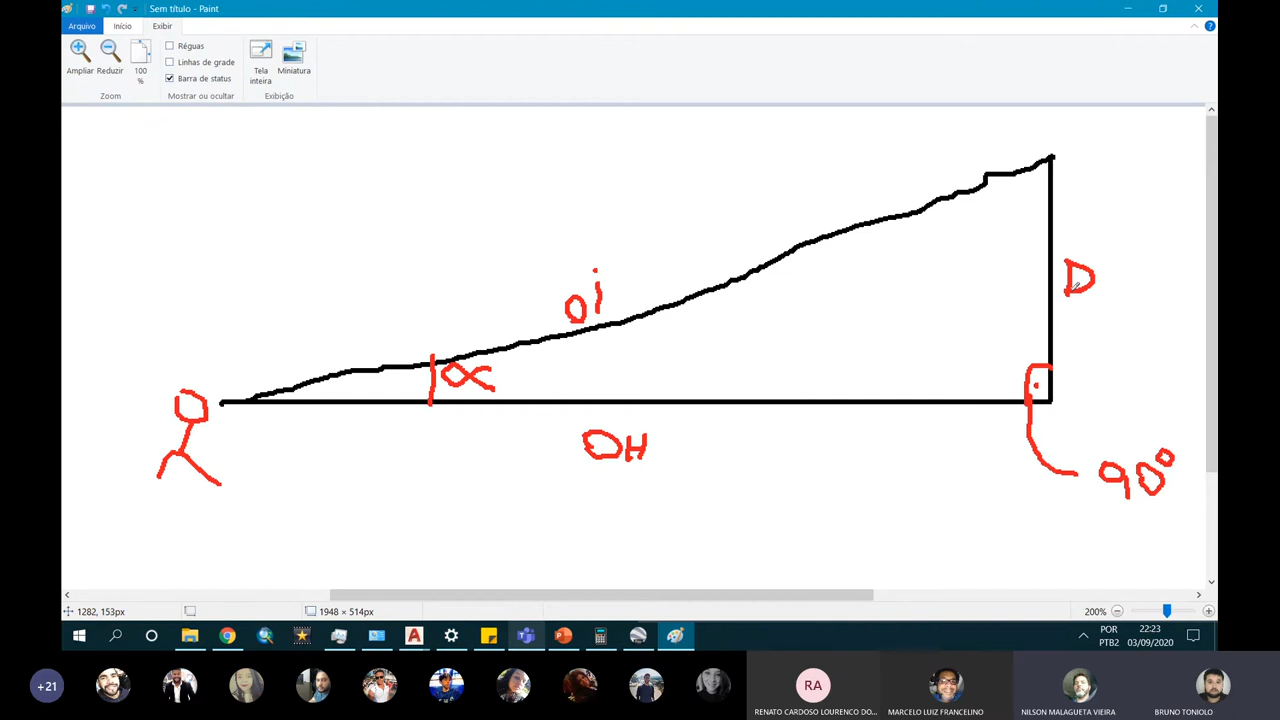 Sem título - Paint
Arquivo
Início
Exibir
Réguas
Linhas de grade
Barra de status
Ampliar
Reduzir
100
%
Tela
inteira
Miniatura
Zoom
Mostrar ou ocultar
Exibição
Di
D
α
DH
90°
1282, 153px
1948 × 514px
200%
POR
PTB2
22:23
03/09/2020
+21
RA
RENATO CARDOSO LOURENCO DO...
MARCELO LUIZ FRANCELINO
NILSON MALAGUETA VIEIRA
BRUNO TONIOLO